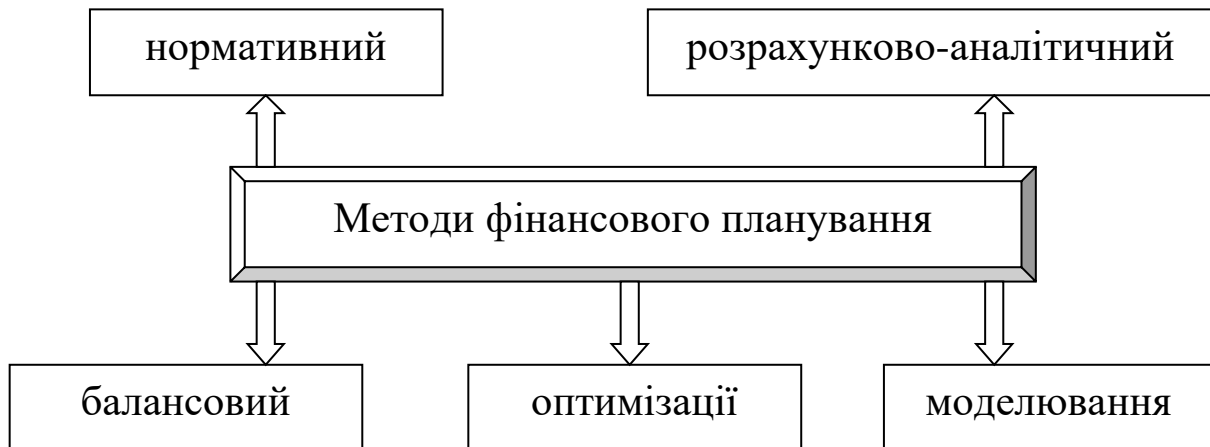 нормативний
розрахунково-аналітичний
Методи фінансового планування
балансовий
оптимізації
моделювання